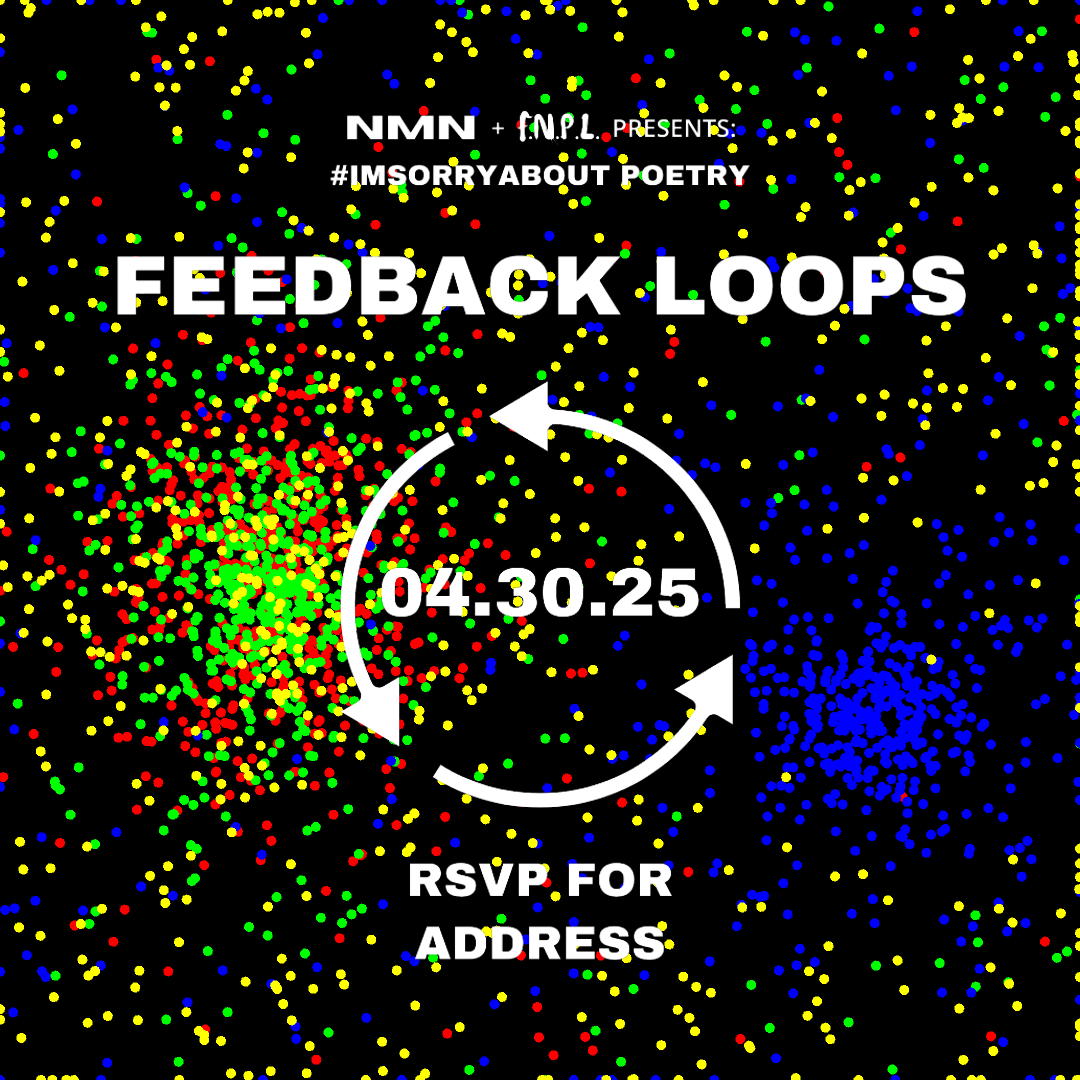 NMN + F.N.P.L. PRESENTS:
#IMSORRYABOUT POETRY
FEEDBACK LOOPS
04.30.25
RSVP FOR
ADDRESS